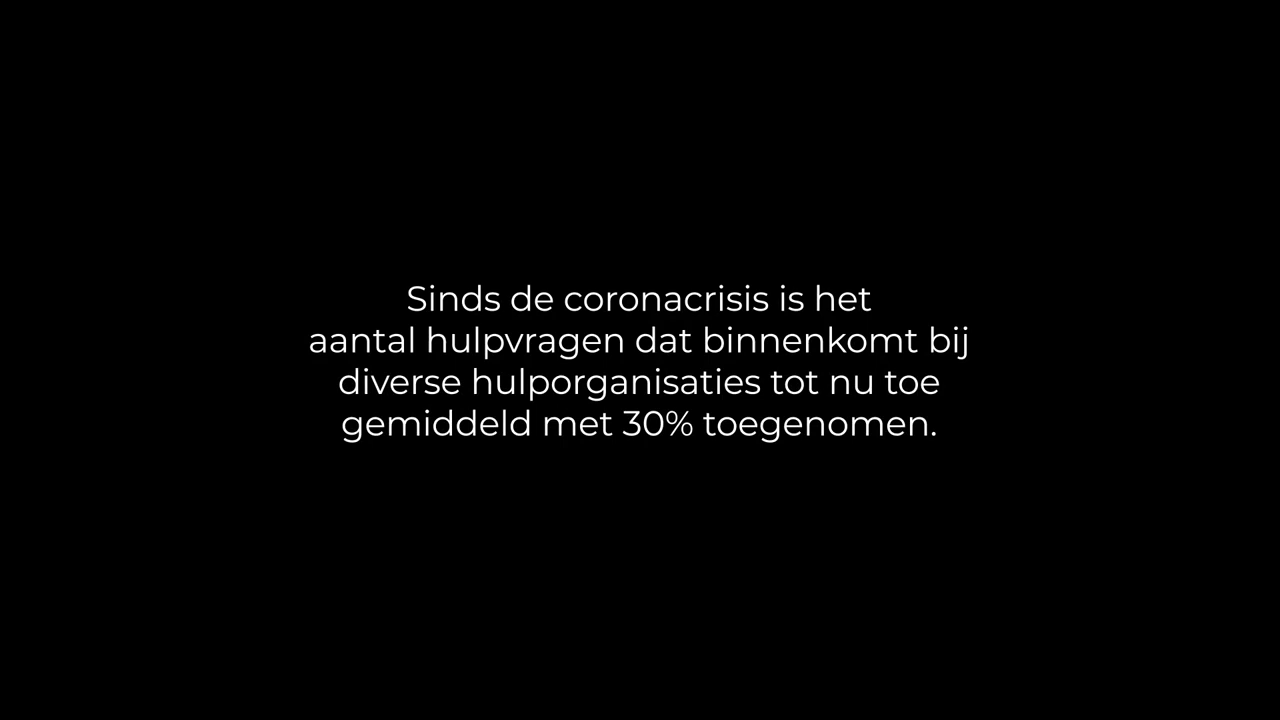 Sinds de coronacrisis is het
aantal hulpvragen dat binnenkomt bij
diverse hulporganisaties tot nu toe
gemiddeld met 30% toegenomen.